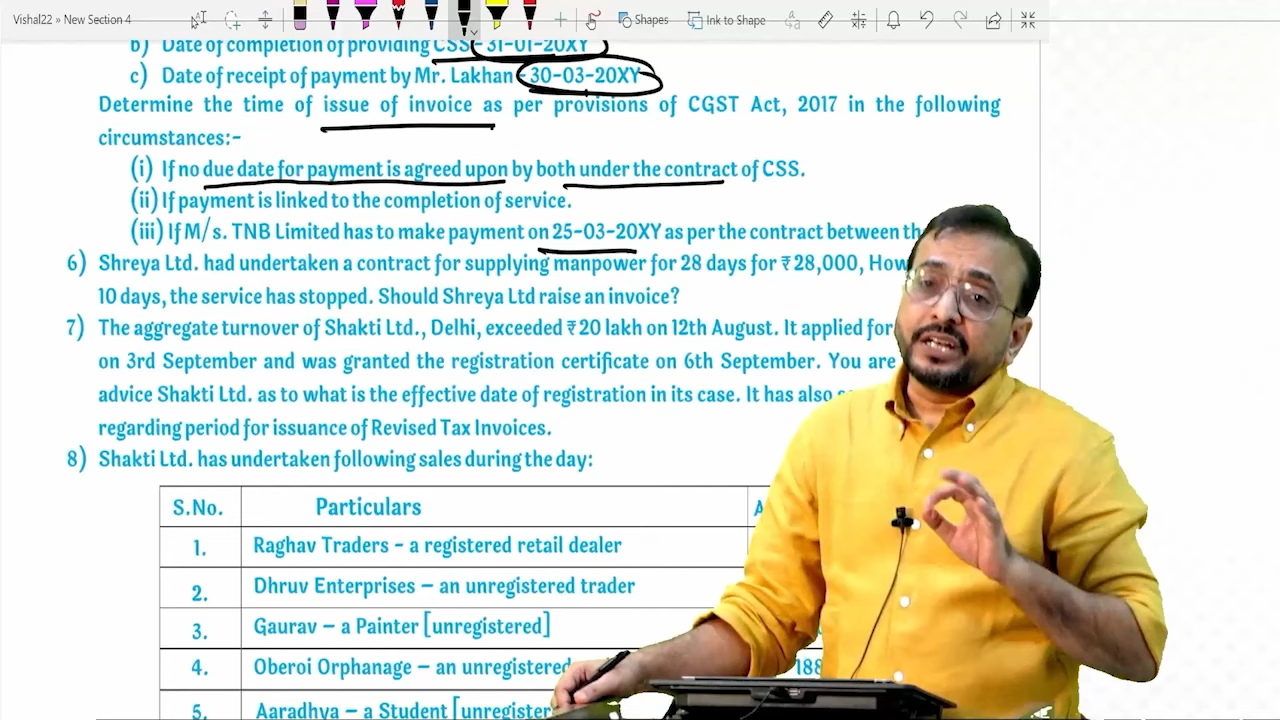 Vishal22 » New Section 4
Shapes
Ink to Shape
b) Date of completion of providing CSS - 31-01-20XY
c) Date of receipt of payment by Mr. Lakhan - 30-03-20XY
Determine the time of issue of invoice as per provisions of CGST Act, 2017 in the following
circumstances:-
(i) If no due date for payment is agreed upon by both under the contract of CSS.
(ii) If payment is linked to the completion of service.
(iii) If M/s. TNB Limited has to make payment on 25-03-20XY as per the contract between
6) Shreya Ltd. had undertaken a contract for supplying manpower for 28 days for ₹28,000,
10 days, the service has stopped. Should Shreya Ltd raise an invoice?
7) The aggregate turnover of Shakti Ltd., Delhi, exceeded ₹20 lakh on 12th August. It applied for
on 3rd September and was granted the registration certificate on 6th September. You are
advice Shakti Ltd. as to what is the effective date of registration in its case. It has also
regarding period for issuance of Revised Tax Invoices.
8) Shakti Ltd. has undertaken following sales during the day:
S.No. Particulars
1. Raghav Traders – a registered retail dealer
2. Dhruv Enterprises – an unregistered trader
3. Gaurav – a Painter [unregistered]
4. Oberoi Orphanage – an unregistered 188
5. Aaradhya – a Student